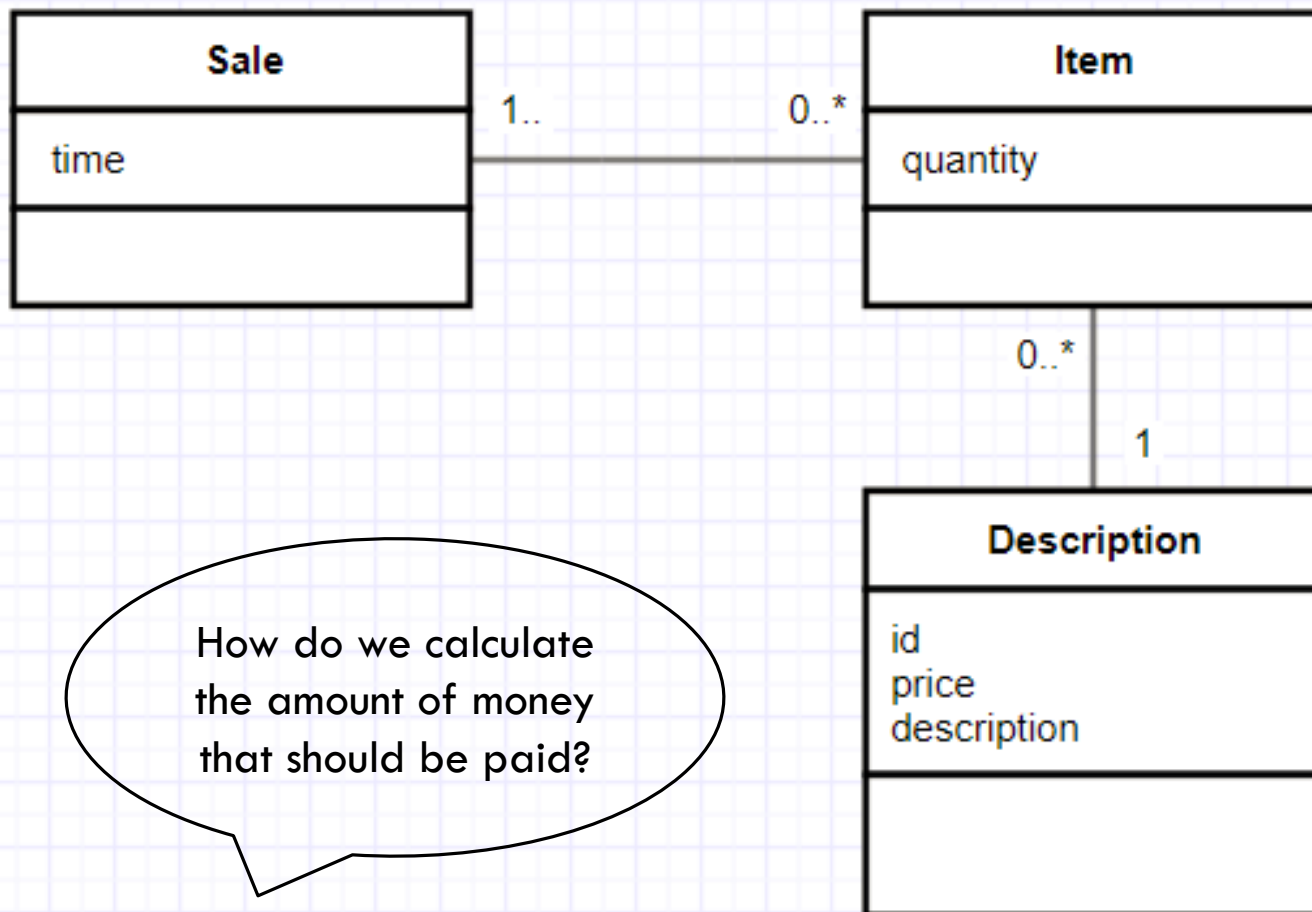 Sale
time
1..
0..*
Item
quantity
0..*
1
Description
id
price
description
How do we calculate
the amount of money
that should be paid?